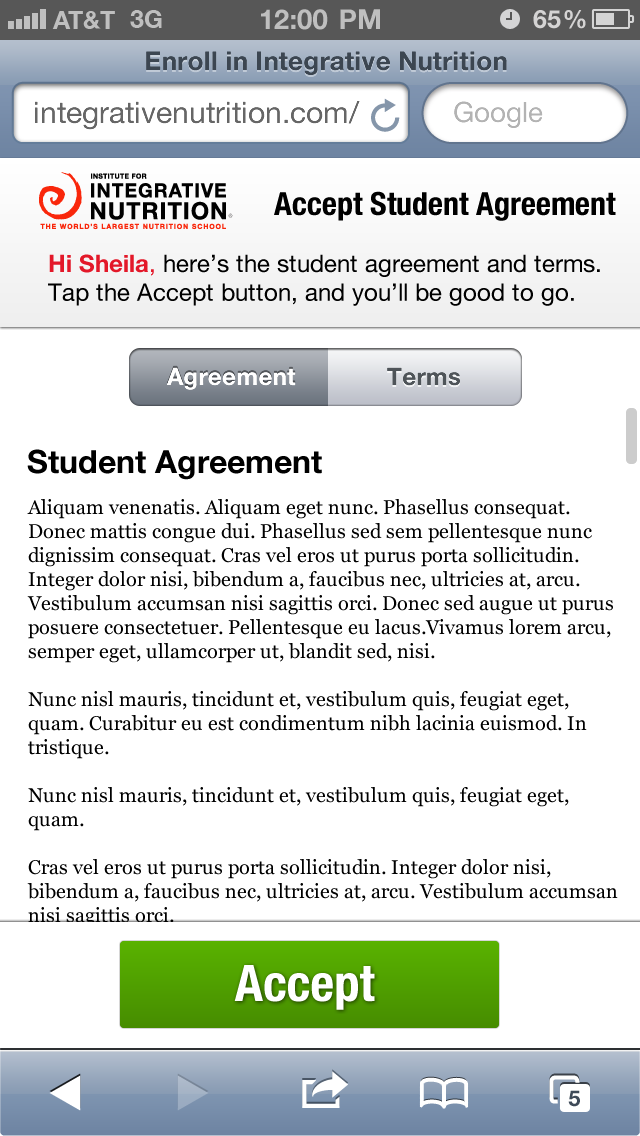 AT&T 3G 12:00 PM 65%
Enroll in Integrative Nutrition
integrativenutrition.com/ Google
INSTITUTE FOR
INTEGRATIVE
NUTRITION
THE WORLD'S LARGEST NUTRITION SCHOOL
Accept Student Agreement
Hi Sheila, here's the student agreement and terms.
Tap the Accept button, and you'll be good to go.
Agreement Terms
Student Agreement
Aliquam venenatis. Aliquam eget nunc. Phasellus consequat.
Donec mattis congue dui. Phasellus sed sem pellentesque nunc
dignissim consequat. Cras vel eros ut purus porta sollicitudin.
Integer dolor nisi, bibendum a, faucibus nec, ultricies at, arcu.
Vestibulum accumsan nisi sagittis orci. Donec sed augue ut purus
posuere consectetuer. Pellentesque eu lacus.Vivamus lorem arcu,
semper eget, ullamcorper ut, blandit sed, nisi.
Nunc nisl mauris, tincidunt et, vestibulum quis, feugiat eget,
quam. Curabitur eu est condimentum nibh lacinia euismod. In
tristique.
Nunc nisl mauris, tincidunt et, vestibulum quis, feugiat eget,
quam.
Cras vel eros ut purus porta sollicitudin. Integer dolor nisi,
bibendum a, faucibus nec, ultricies at, arcu. Vestibulum accumsan
nisi sagittis orci.
Accept
5